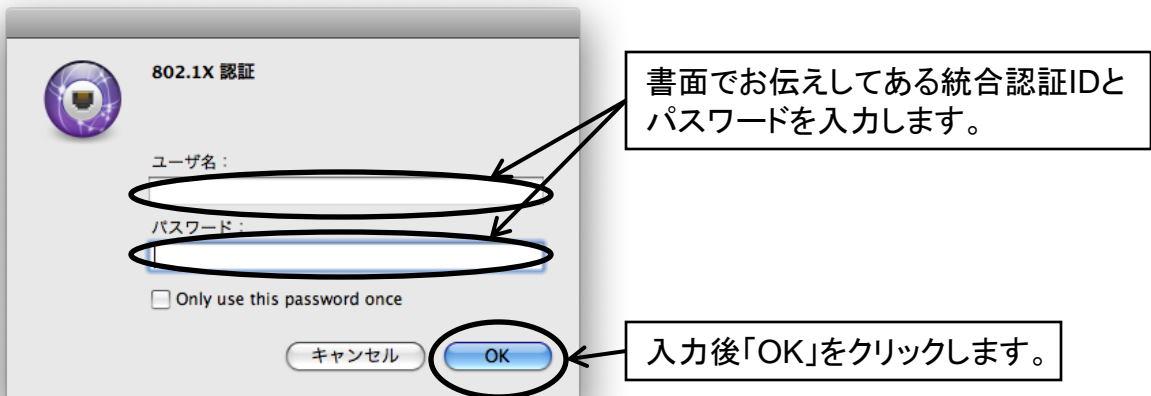 802.1X 認証
書面でお伝えしてある統合認証IDと
パスワードを入力します。
ユーザ名：
パスワード：
Only use this password once
キャンセル
OK
入力後「OK」をクリックします。